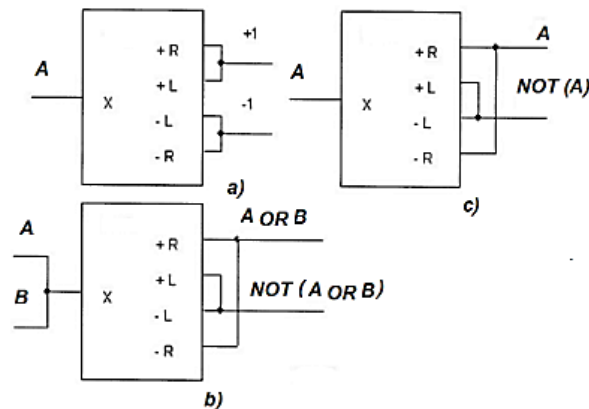 A
X
+R
+L
-L
-R
+1
-1
a)
A
X
+R
+L
-L
-R
A
NOT (A)
c)
A
B
X
+R
+L
-L
-R
A OR B
NOT (A OR B)
b)